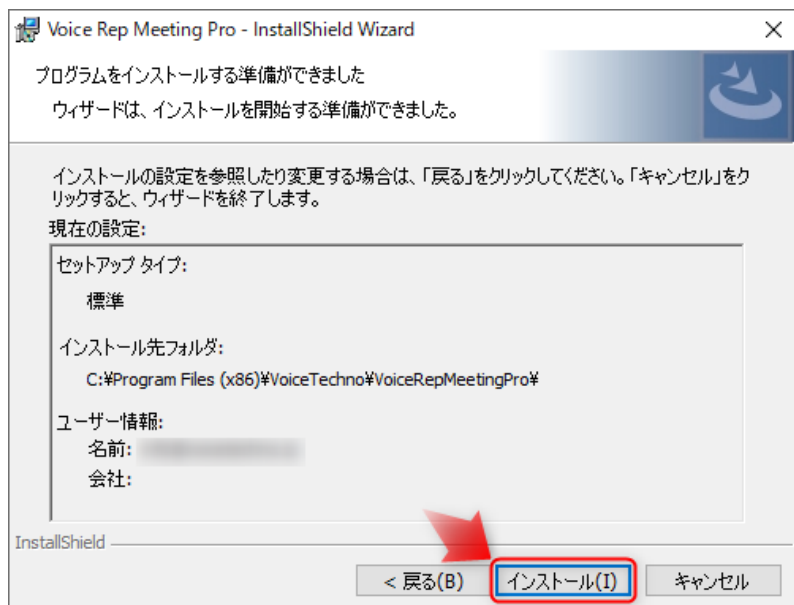 Voice Rep Meeting Pro - InstallShield Wizard
プログラムをインストールする準備ができました
ウィザードは、インストールを開始する準備ができました。
インストールの設定を参照したり変更する場合は、「戻る」をクリックしてください。「キャンセル」をク
リックすると、ウィザードを終了します。
現在の設定:
セットアップ タイプ:
標準
インストール先フォルダ:
C:¥Program Files (x86)¥VoiceTechno¥VoiceRepMeetingPro¥
ユーザー情報:
名前:
会社:
InstallShield
< 戻る(B)
インストール(I)
キャンセル